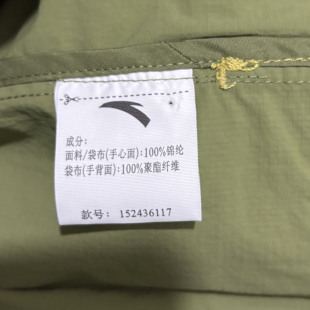 成分:
面料/袋布(手心面):100%锦纶
袋布(手背面):100%聚酯纤维
款号: 152436117